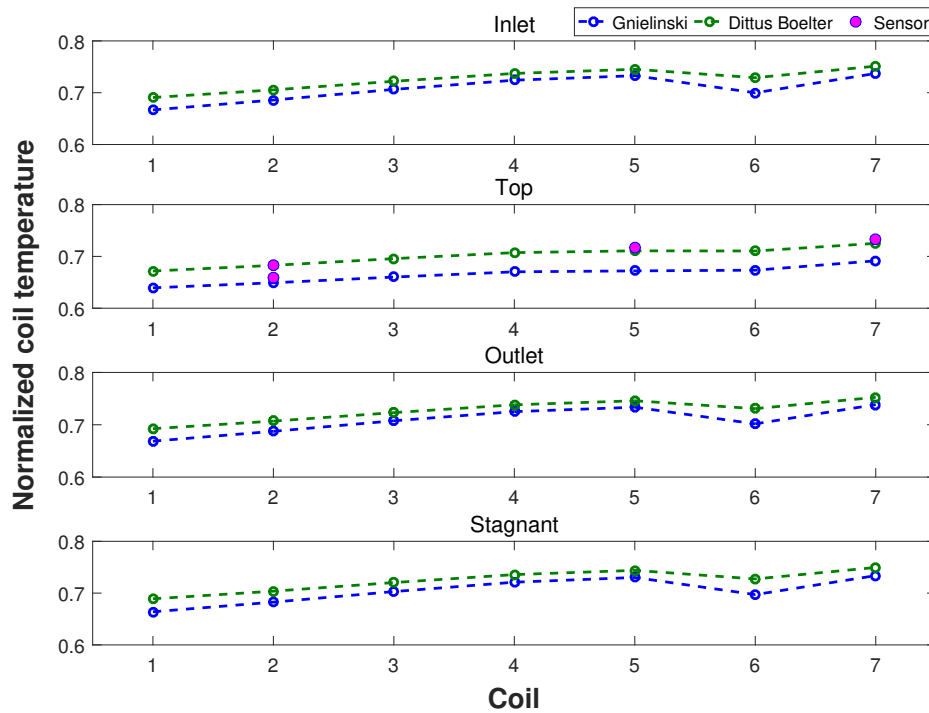 Inlet
Gnielinski Dittus Boelter Sensor
0.8
0.7
0.6
1 2 3 4 5 6 7
Top
0.8
0.7
0.6
1 2 3 4 5 6 7
Outlet
0.8
0.7
0.6
1 2 3 4 5 6 7
Stagnant
0.8
0.7
0.6
1 2 3 4 5 6 7
Coil
Normalized coil temperature